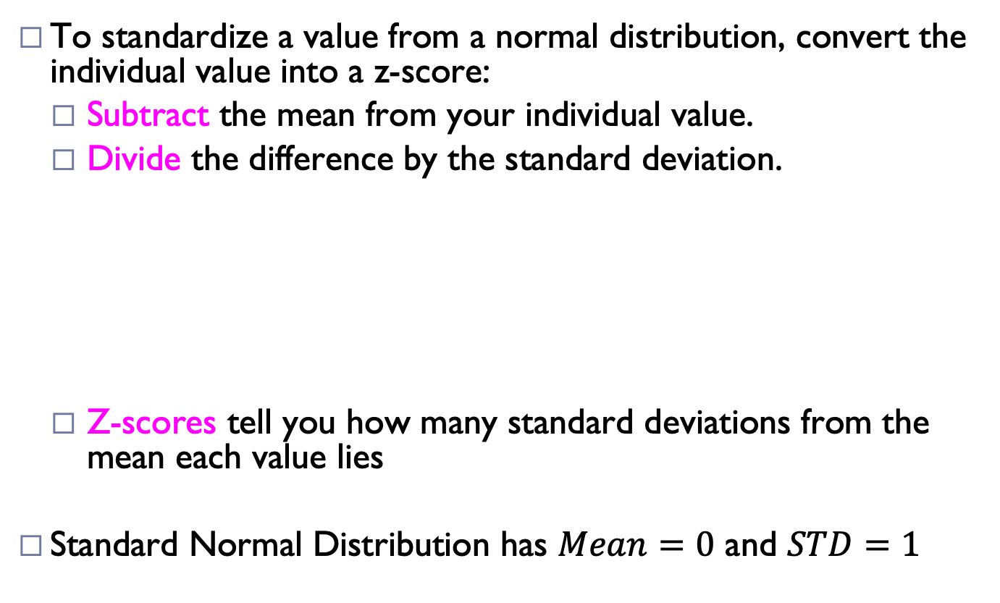 To standardize a value from a normal distribution, convert the
individual value into a z-score:
Subtract the mean from your individual value.
Divide the difference by the standard deviation.
Z-scores tell you how many standard deviations from the
mean each value lies
Standard Normal Distribution has Mean = 0 and STD = 1